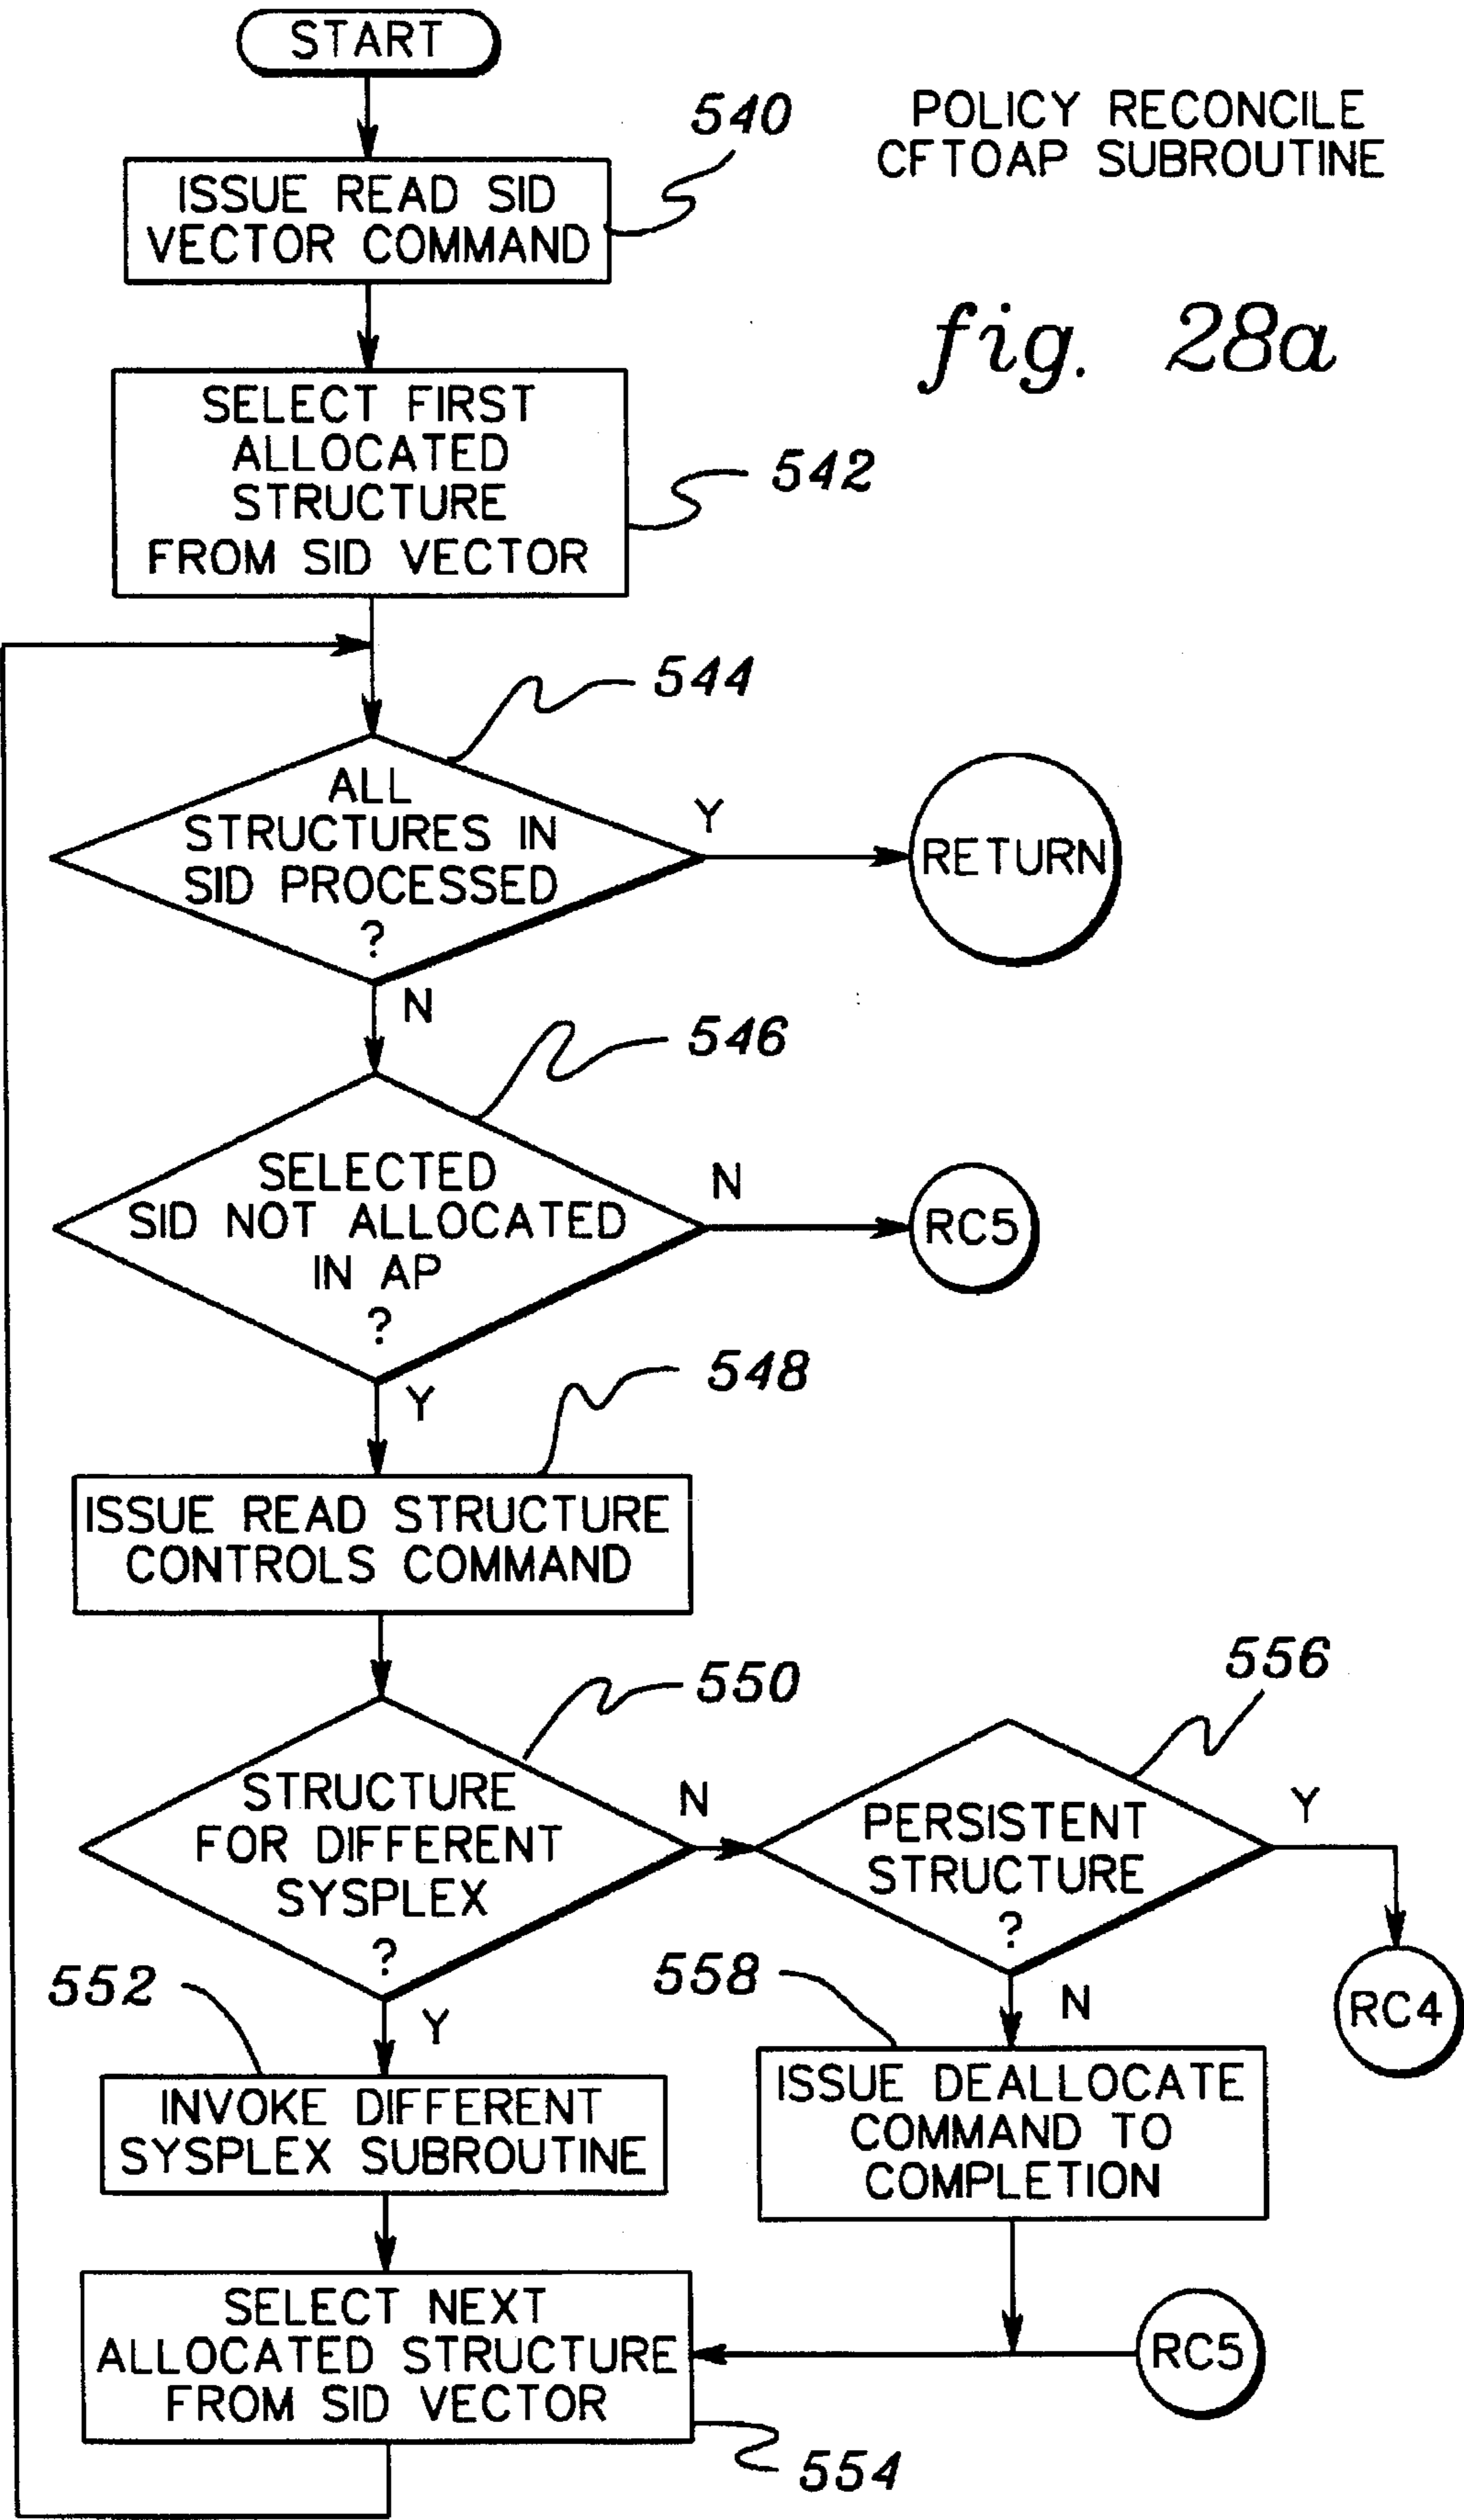 START
540
POLICY RECONCILE
CFTOAP SUBROUTINE
ISSUE READ SID
VECTOR COMMAND
fig. 28a
SELECT FIRST
ALLOCATED
STRUCTURE
FROM SID VECTOR
542
544
ALL
STRUCTURES IN
SID PROCESSED
?
Y
RETURN
N
546
SELECTED
SID NOT ALLOCATED
IN AP
?
N
RC5
Y
548
ISSUE READ STRUCTURE
CONTROLS COMMAND
550
556
STRUCTURE
FOR DIFFERENT
SYSPLEX
?
N
PERSISTENT
STRUCTURE
?
Y
RC4
552
Y
558
N
INVOKE DIFFERENT
SYSPLEX SUBROUTINE
ISSUE DEALLOCATE
COMMAND TO
COMPLETION
SELECT NEXT
ALLOCATED STRUCTURE
FROM SID VECTOR
RC5
554